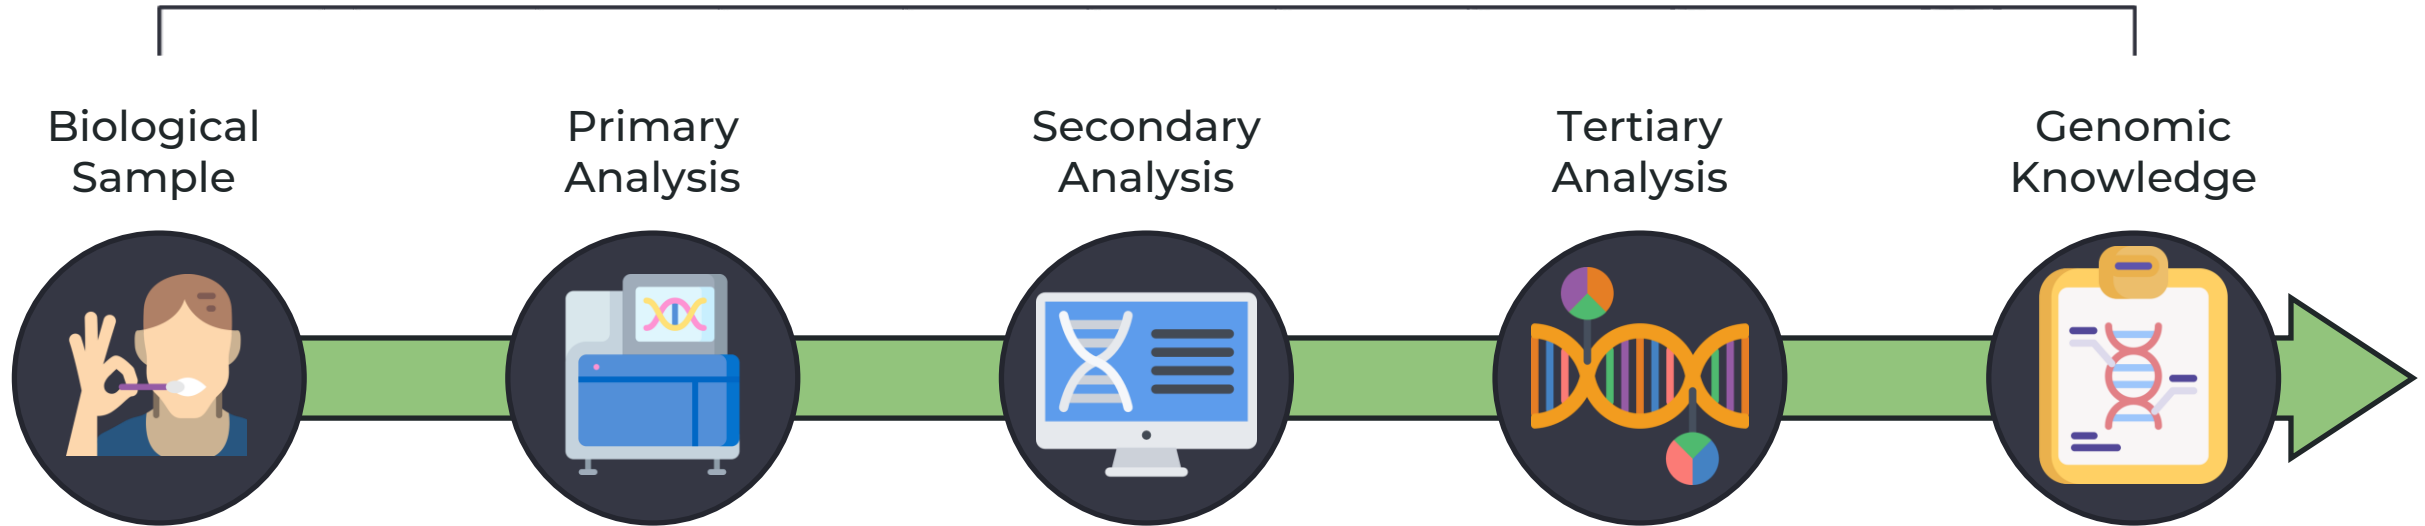 Biological
Sample
Primary
Analysis
Secondary
Analysis
Tertiary
Analysis
Genomic
Knowledge